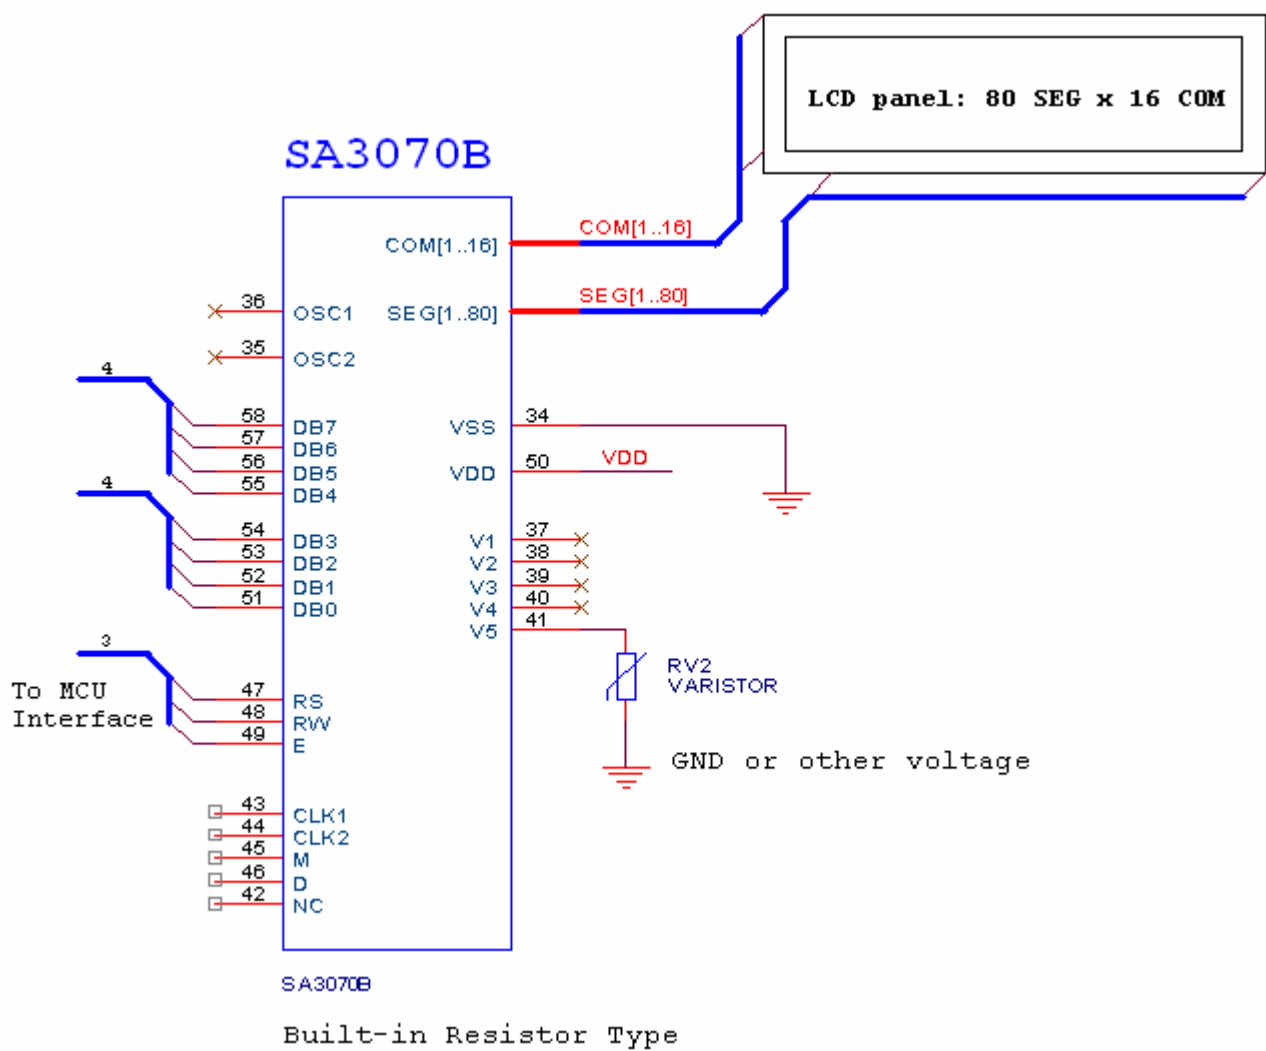 LCD panel: 80 SEG x 16 COM
SA3070B
COM[1..16]
COM[1..16]
SEG[1..80]
SEG[1..80]
36
OSC1
35
OSC2
4
58
DB7
57
DB6
56
DB5
55
DB4
4
54
DB3
53
DB2
52
DB1
51
DB0
3
To MCU
Interface
47
RS
48
RW
49
E
43
CLK1
44
CLK2
45
M
46
D
42
NC
VSS
34
VDD
50
VDD
V1
37
V2
38
V3
39
V4
40
V5
41
RV2
VARISTOR
GND or other voltage
SA3070B
Built-in Resistor Type